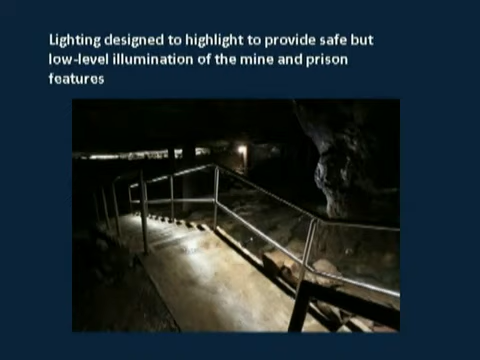 Lighting designed to highlight to provide safe but
low-level illumination of the mine and prison
features